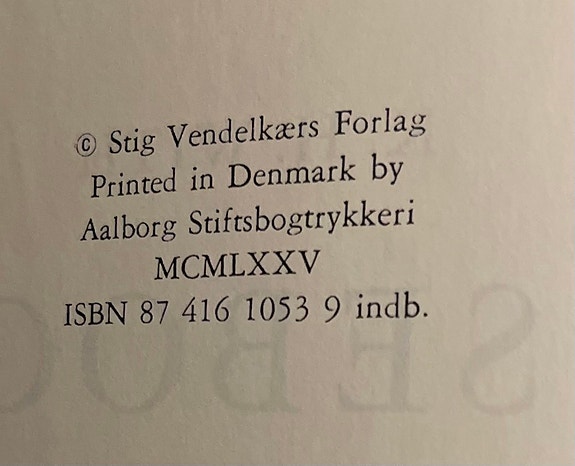 © Stig Vendelkærs Forlag
Printed in Denmark by
Aalborg Stiftsbogtrykkeri
MCMLXXV
ISBN 87 416 1053 9 indb.